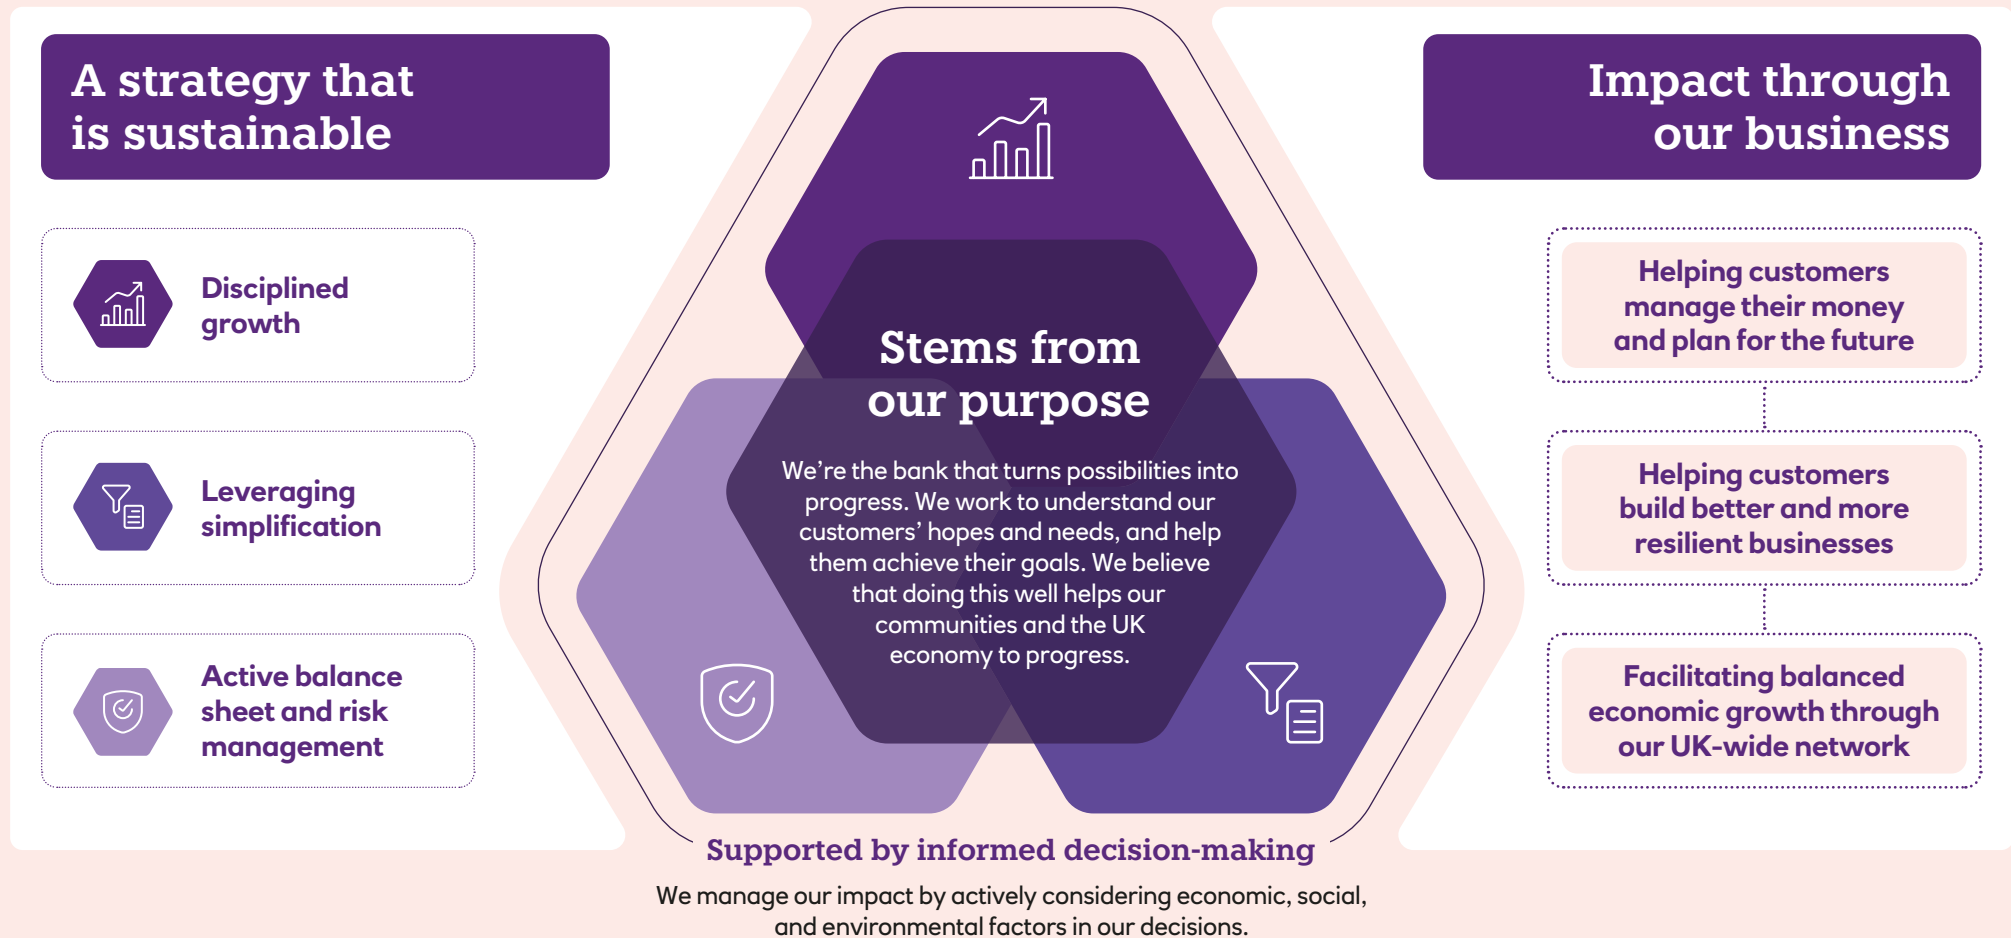 A strategy that
is sustainable
Disciplined
growth
Leveraging
simplification
Active balance
sheet and risk
management
Stems from
our purpose
We’re the bank that turns possibilities into
progress. We work to understand our
customers’ hopes and needs, and help
them achieve their goals. We believe
that doing this well helps our
communities and the UK
economy to progress.
Supported by informed decision-making
We manage our impact by actively considering economic, social,
and environmental factors in our decisions.
Impact through
our business
Helping customers
manage their money
and plan for the future
Helping customers
build better and more
resilient businesses
Facilitating balanced
economic growth through
our UK-wide network